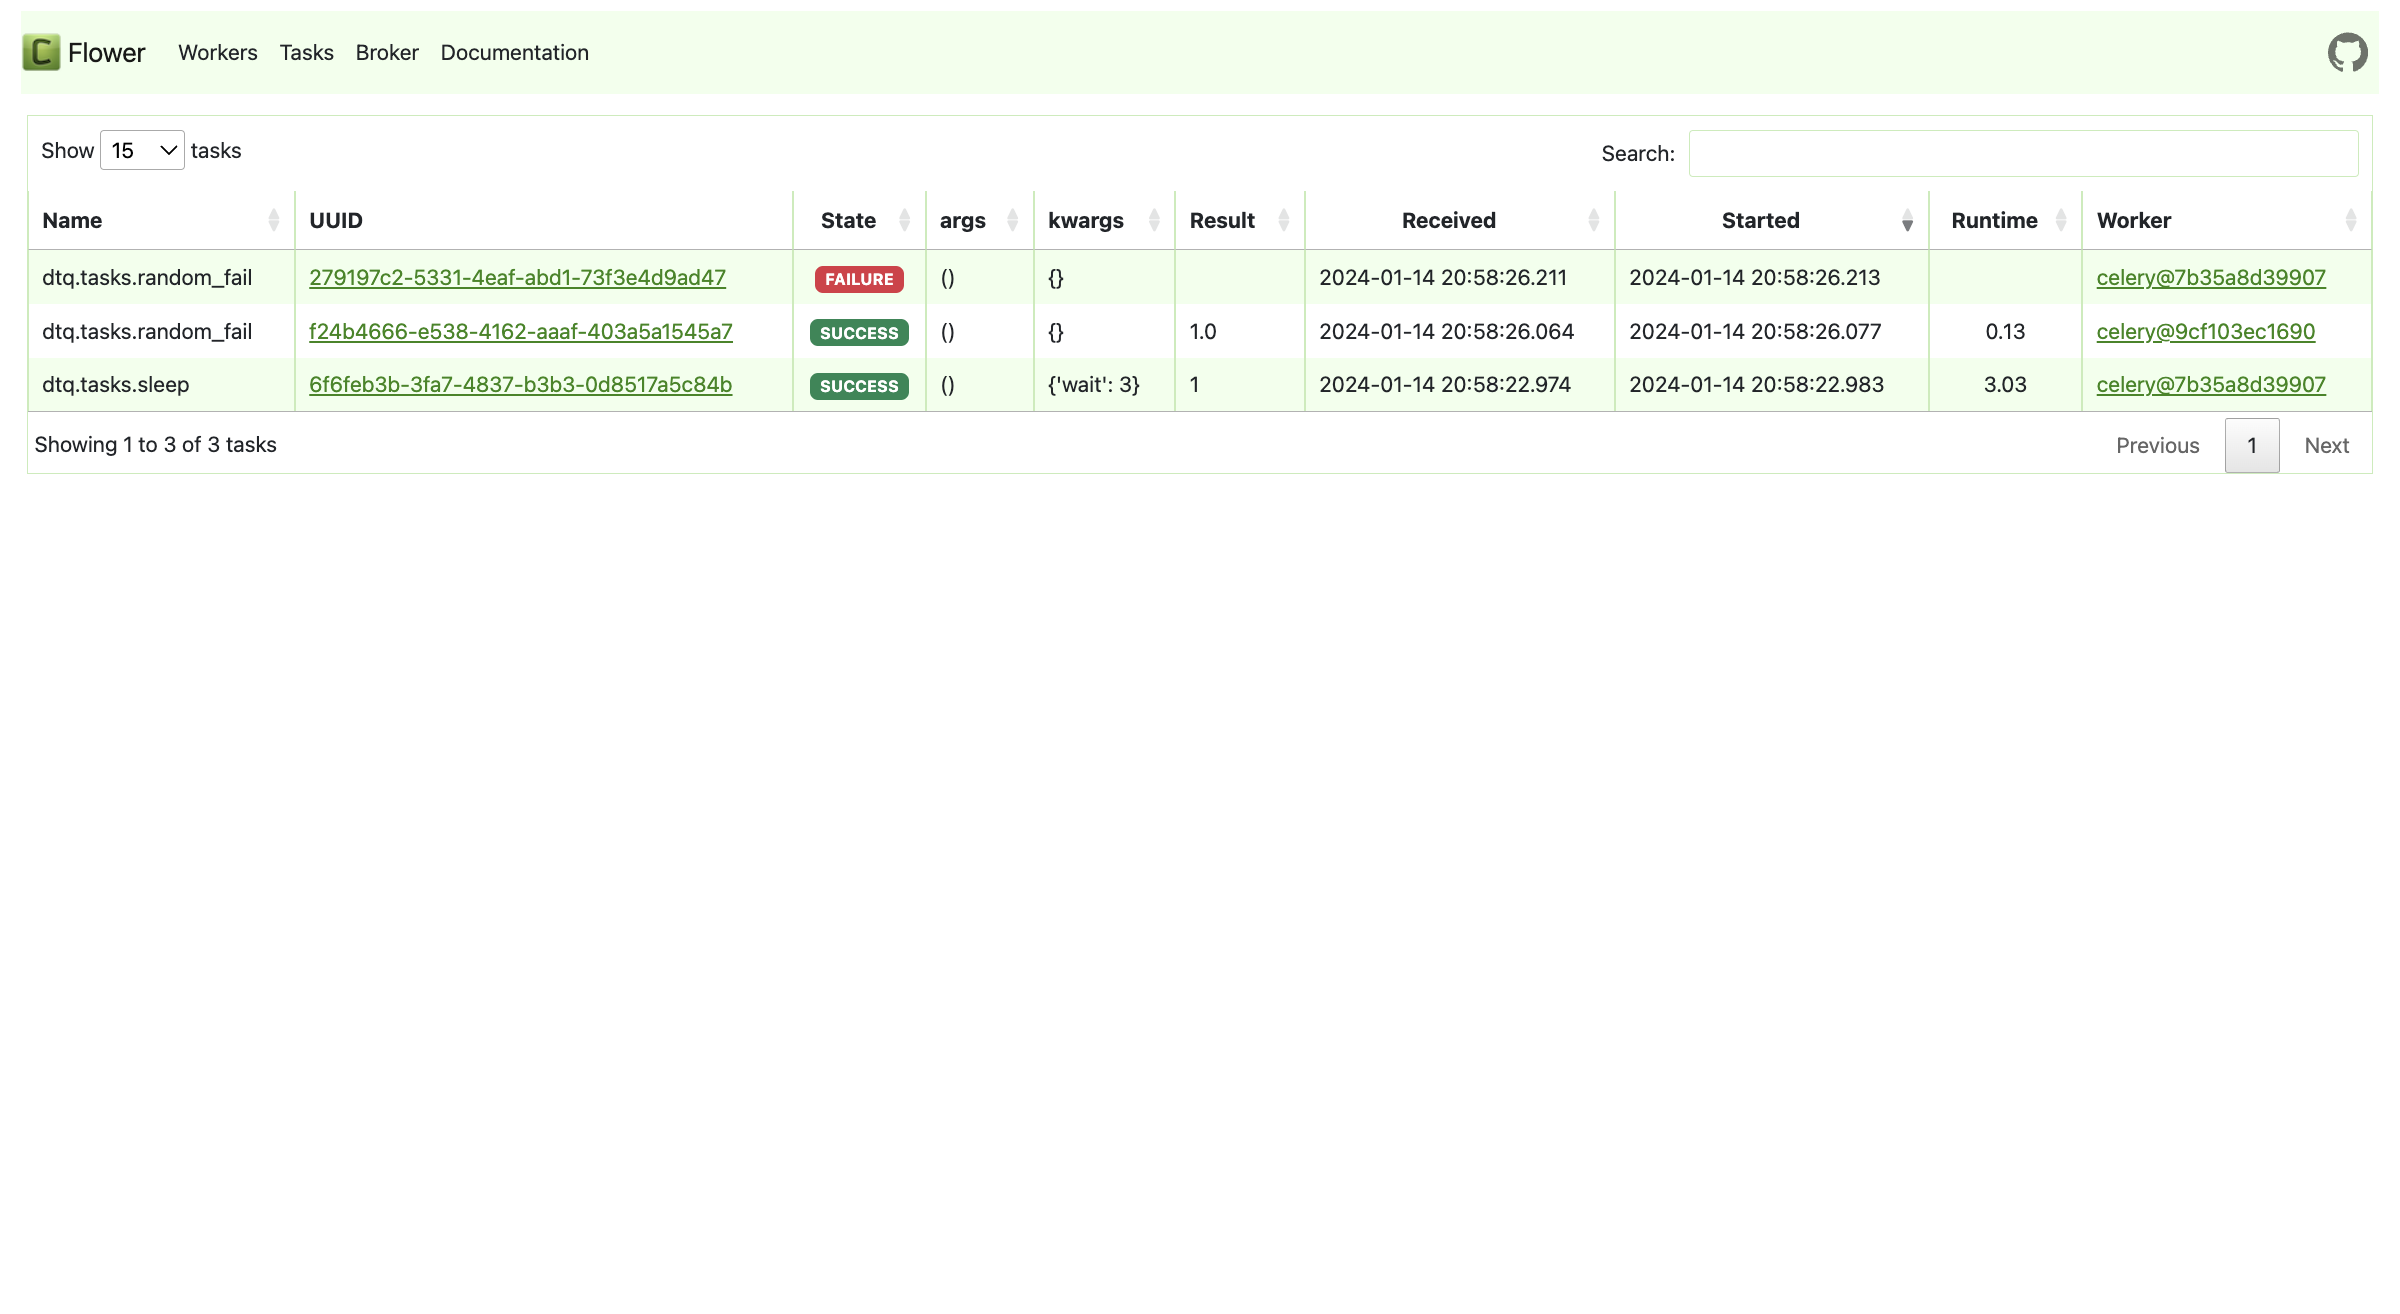 C Flower Workers Tasks Broker Documentation
Show 15 tasks Search:
Name UUID State args kwargs Result Received Started Runtime Worker
dtq.tasks.random_fail 279197c2-5331-4eaf-abd1-73f3e4d9ad47 FAILURE () {} 2024-01-14 20:58:26.211 2024-01-14 20:58:26.213 celery@7b35a8d39907
dtq.tasks.random_fail f24b4666-e538-4162-aaaf-403a5a1545a7 SUCCESS () {} 1.0 2024-01-14 20:58:26.064 2024-01-14 20:58:26.077 0.13 celery@9cf103ec1690
dtq.tasks.sleep 6f6feb3b-3fa7-4837-b3b3-0d8517a5c84b SUCCESS () {'wait': 3} 1 2024-01-14 20:58:22.974 2024-01-14 20:58:22.983 3.03 celery@7b35a8d39907
Showing 1 to 3 of 3 tasks Previous 1 Next